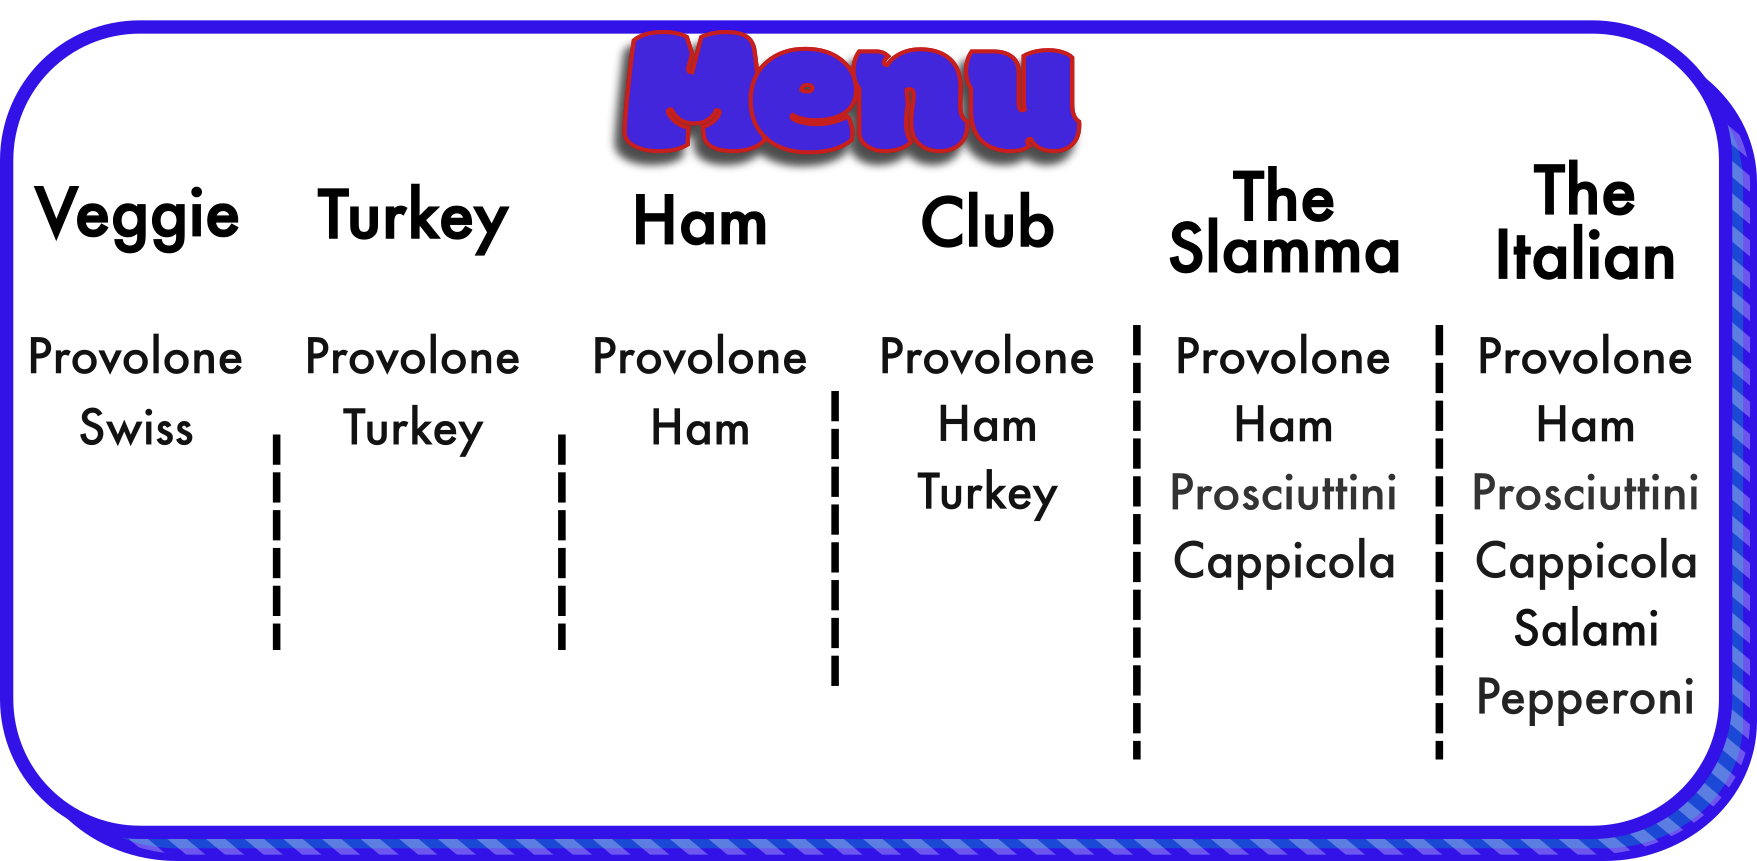 Menu
Veggie
Provolone
Swiss
Turkey
Provolone
Turkey
Ham
Provolone
Ham
Club
Provolone
Ham
Turkey
The
Slamma
Provolone
Ham
Prosciuttini
Cappicola
The
Italian
Provolone
Ham
Prosciuttini
Cappicola
Salami
Pepperoni